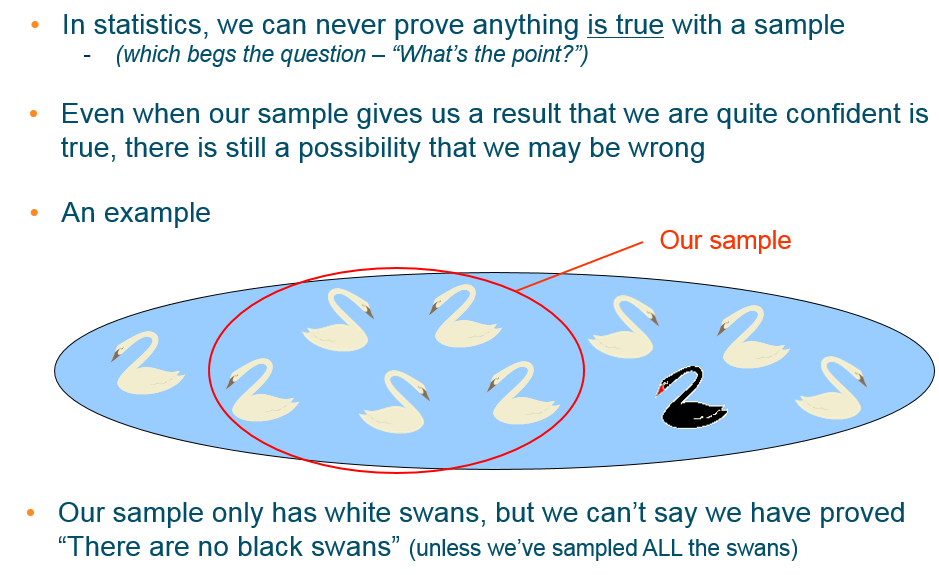 • In statistics, we can never prove anything is true with a sample
- (which begs the question – “What’s the point?”)
• Even when our sample gives us a result that we are quite confident is
true, there is still a possibility that we may be wrong
• An example
Our sample
• Our sample only has white swans, but we can’t say we have proved
“There are no black swans” (unless we’ve sampled ALL the swans)